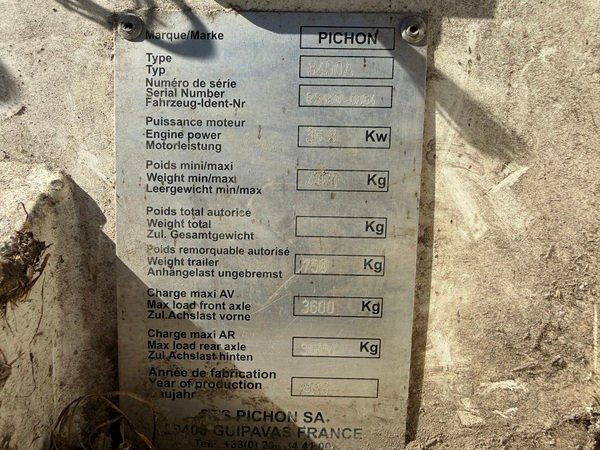 Marque/Marke PICHON
Type
Typ
Numéro de série
Serial Number
Fahrzeug-Ident-Nr
Puissance moteur
Engine power Kw
Motorleistung
Poids mini/maxi
Weight min/maxi Kg
Leergewicht min/max
Poids total autorise
Weight total Kg
Zul. Gesamtgewicht
Poids remorquable autorisé
Weight trailer Kg
Anhängelast ungebremst
Charge maxi AV
Max load front axle 3600 Kg
Zul.Achslast vorne
Charge maxi AR
Max load rear axle Kg
Zul.Achslast hinten
Année de fabrication
Year of production
Baujahr
ETS PICHON SA.
GUIPAVAS FRANCE